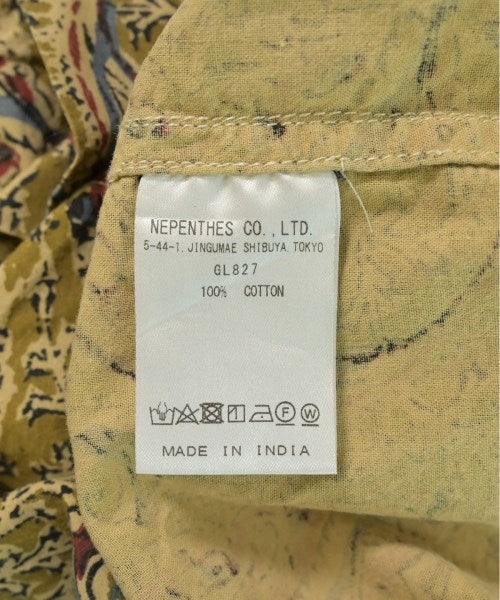 NEPENTHES CO.,LTD.
5-44-1, JINGUMAE SHIBUYA. TOKYO
GL827
100% COTTON
F W
MADE IN INDIA